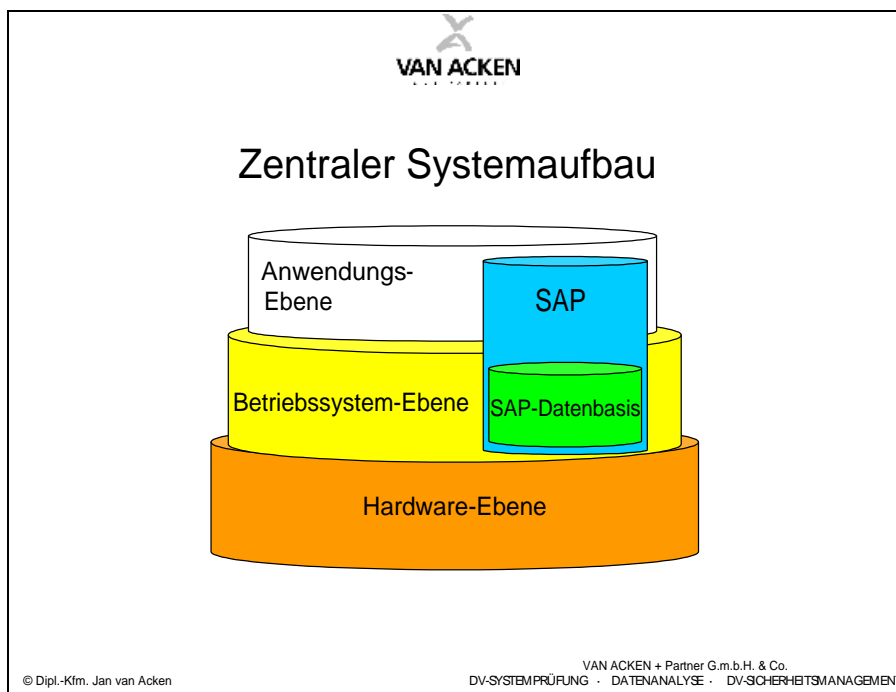 VAN ACKEN
Zentraler Systemaufbau
Anwendungs-
Ebene
SAP
Betriebssystem-Ebene
SAP-Datenbasis
Hardware-Ebene
VAN ACKEN + Partner G.m.b.H. & Co.
© Dipl.-Kfm. Jan van Acken
DV-SYSTEMPRÜFUNG · DATENANALYSE · DV-SICHERHEITSMANAGEMEN